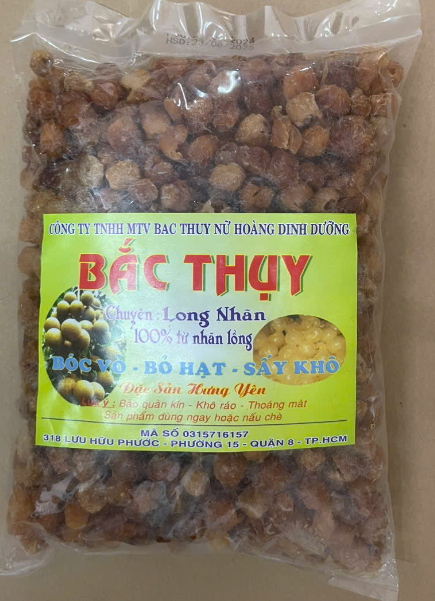 CÔNG TY TNHH MTV BAC THUY NỮ HOÀNG DINH DƯỠNG
BẮC THỤY
Chuyên : Long Nhãn
100% từ nhãn lồng
BÓC VỎ - BỎ HẠT - SẤY KHÔ
Đặc Sản Hưng Yên
Lưu ý : Bảo quản kín - Khô ráo - Thoáng mát
Sản phẩm dùng ngay hoặc nấu chè
MÃ SỐ 0315716157
318 LƯU HỮU PHƯỚC - PHƯỜNG 15 - QUẬN 8 - TP.HCM